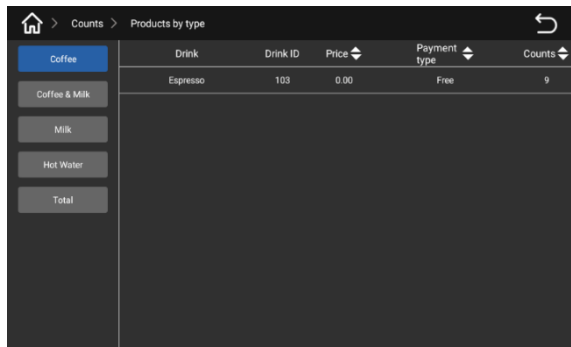 > Counts > Products by type
Coffee
Coffee & Milk
Milk
Hot Water
Total
Drink Drink ID Price Payment type Counts
Espresso 103 0.00 Free 9